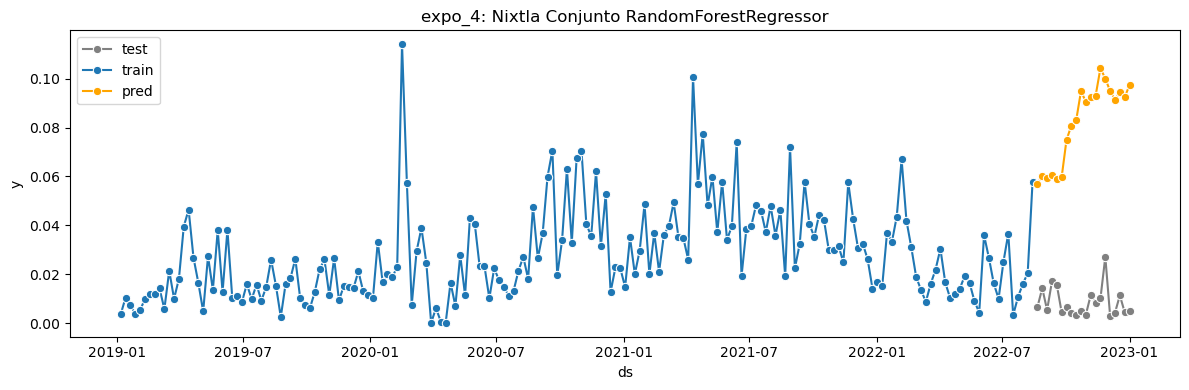 expo_4: Nixtla Conjunto RandomForestRegressor
test
train
pred
y
0.10
0.08
0.06
0.04
0.02
0.00
2019-01 2019-07 2020-01 2020-07 2021-01 2021-07 2022-01 2022-07 2023-01
ds